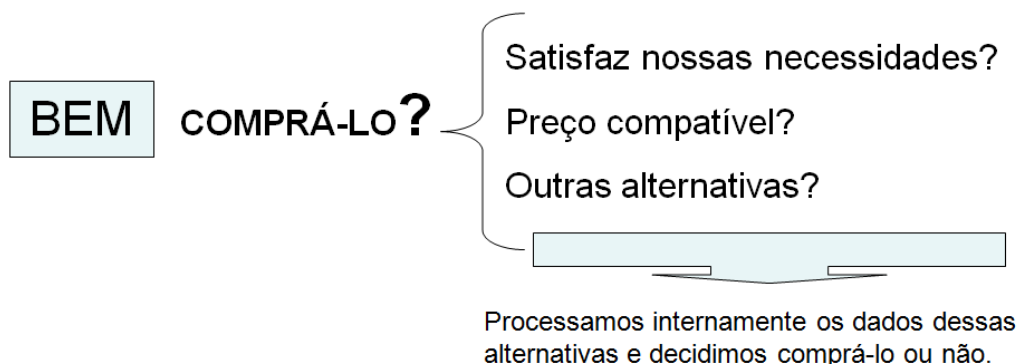 BEM
COMPRÁ-LO?
Satisfaz nossas necessidades?
Preço compatível?
Outras alternativas?
Processamos internamente os dados dessas
alternativas e decidimos comprá-lo ou não.